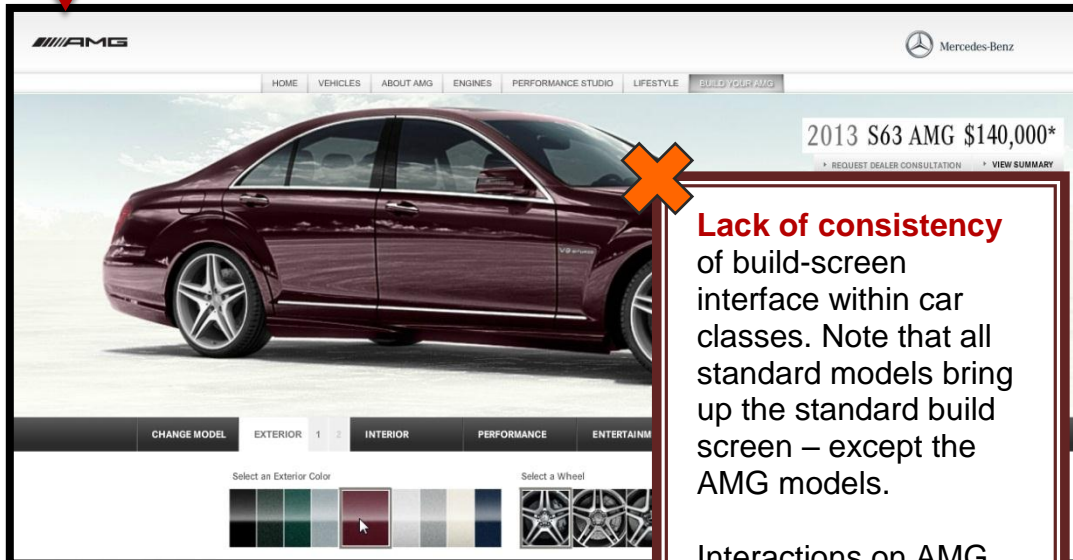 AMG
Mercedes-Benz
HOME VEHICLES ABOUT AMG ENGINES PERFORMANCE STUDIO LIFESTYLE BUILD YOUR AMG
2013 S63 AMG $140,000*
REQUEST DEALER CONSULTATION VIEW SUMMARY
Lack of consistency
of build-screen
interface within car
classes. Note that all
standard models bring
up the standard build
screen – except the
AMG models.
Interactions on AMG
CHANGE MODEL EXTERIOR 1 2 INTERIOR PERFORMANCE
Select an Exterior Color
Select a Wheel